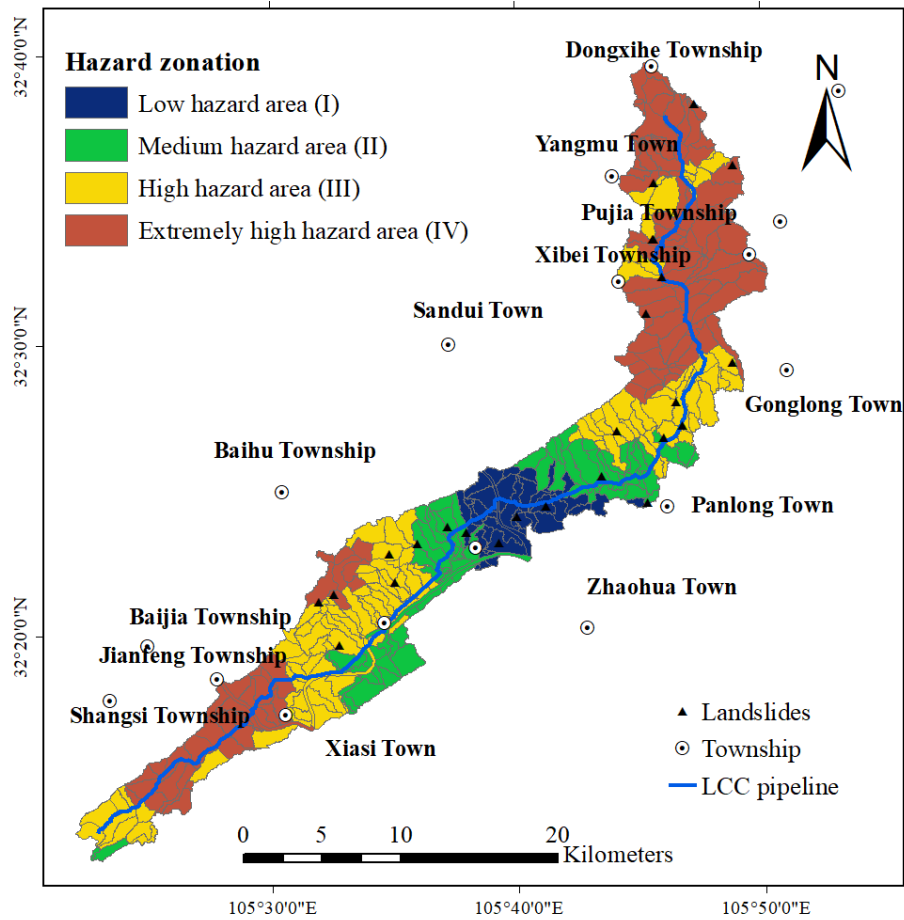 Hazard zonation
Low hazard area (I)
Medium hazard area (II)
High hazard area (III)
Extremely high hazard area (IV)
N
Dongxihe Township
Yangmu Town
Pujia Township
Xibei Township
Sandui Town
Gonglong Town
Baihu Township
Panlong Town
Zhaohua Town
Baijia Township
Jianfeng Township
Shangsi Township
Xiasi Town
Landslides
Township
LCC pipeline
0 5 10 20
Kilometers
32°40'0"N
32°30'0"N
32°20'0"N
105°30'0"E
105°40'0"E
105°50'0"E